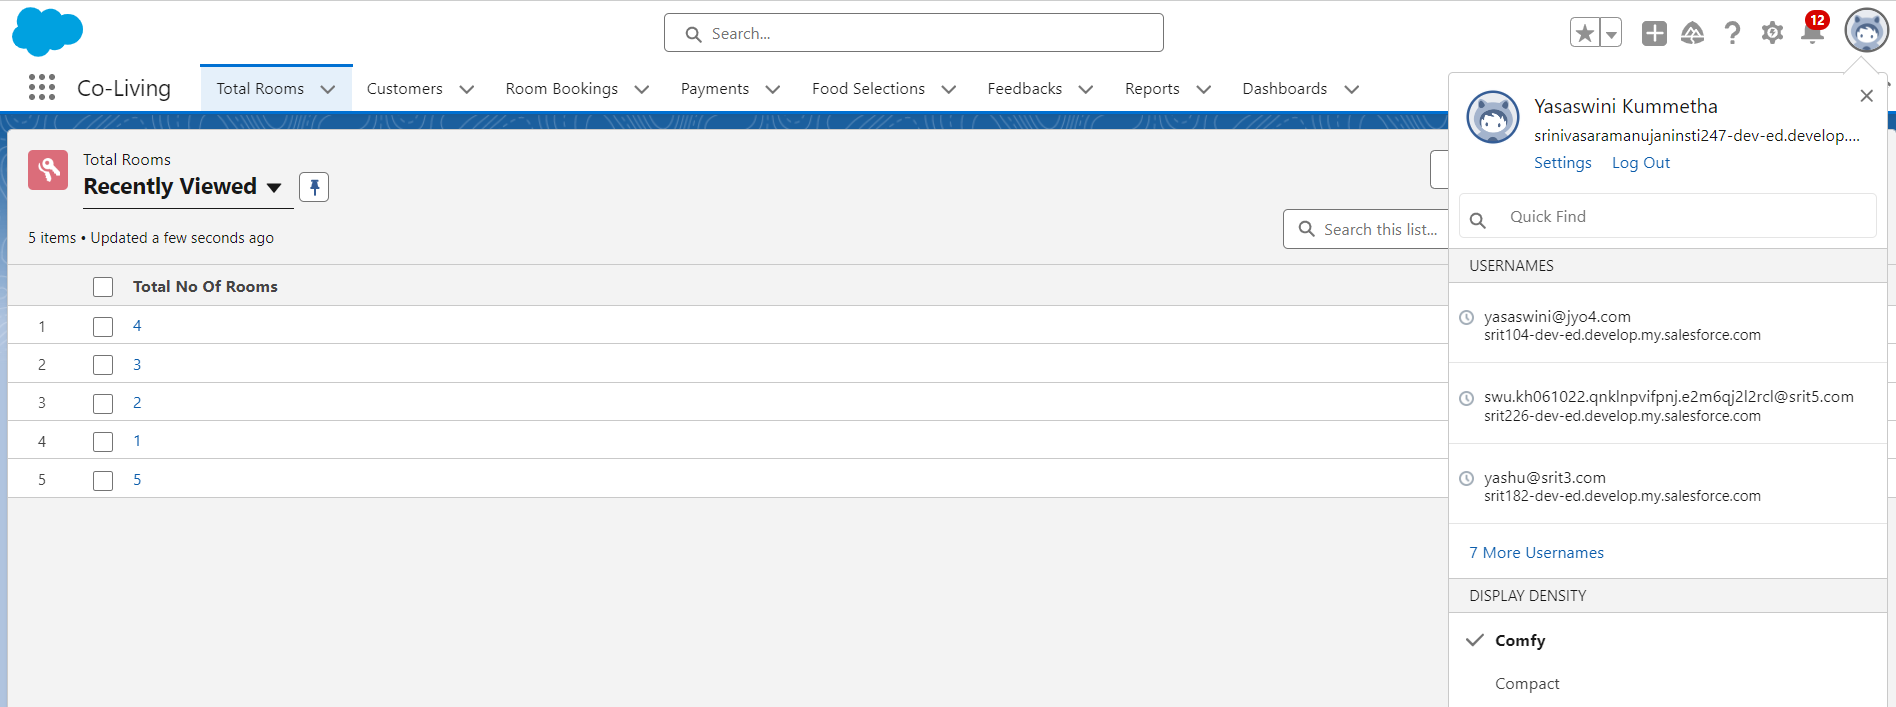 Search...
12
Co-Living
Total Rooms
Customers
Room Bookings
Payments
Food Selections
Feedbacks
Reports
Dashboards
Total Rooms
Recently Viewed
5 items • Updated a few seconds ago
Search this list...
Total No Of Rooms
1 4
2 3
3 2
4 1
5 5
Yasaswini Kummetha
srinivasaramanujaninsti247-dev-ed.develop....
Settings Log Out
Quick Find
USERNAMES
yasaswini@jyo4.com
srit104-dev-ed.develop.my.salesforce.com
swu.kh061022.qnklnpvifpnj.e2m6qj2l2rcl@srit5.com
srit226-dev-ed.develop.my.salesforce.com
yashu@srit3.com
srit182-dev-ed.develop.my.salesforce.com
7 More Usernames
DISPLAY DENSITY
Comfy
Compact